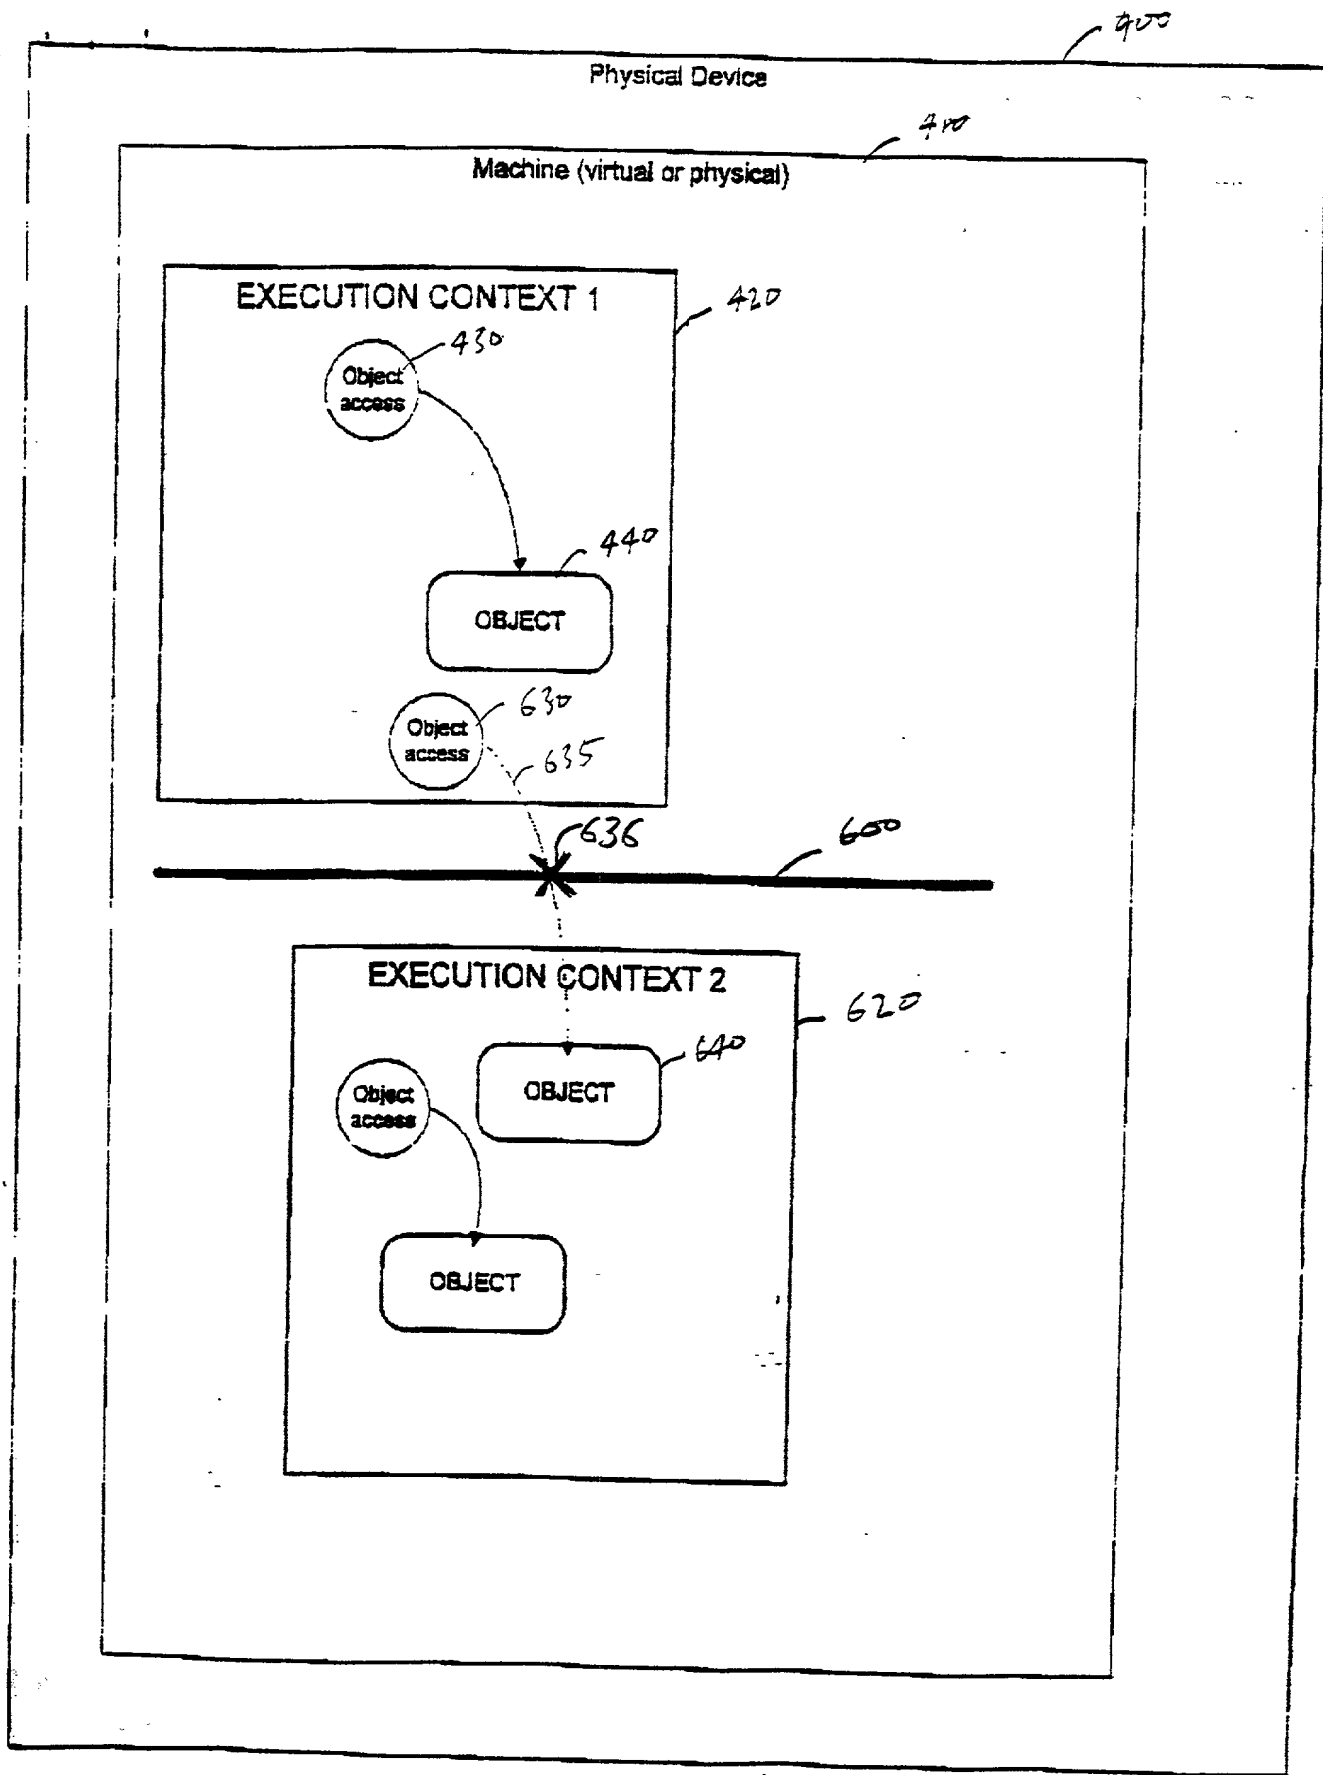 400
Physical Device
410
Machine (virtual or physical)
EXECUTION CONTEXT 1
420
430
Object
access
440
OBJECT
630
Object
access
635
636
600
EXECUTION CONTEXT 2
620
640
OBJECT
Object
access
OBJECT